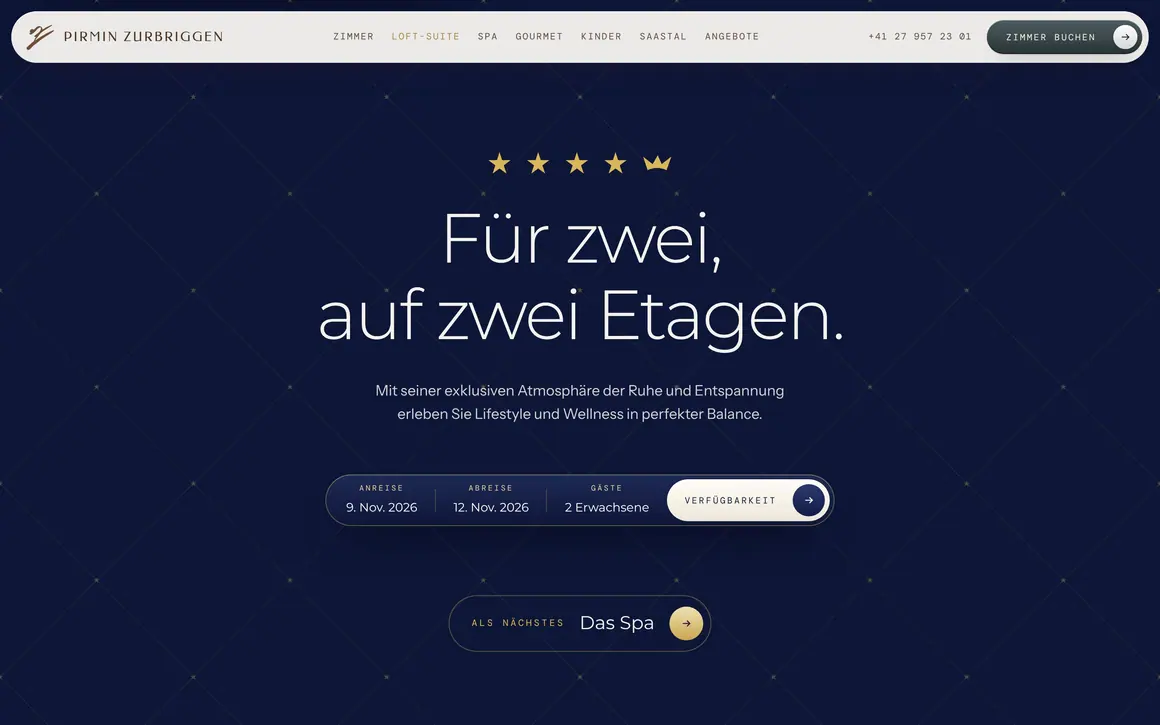 PIRMIN ZURBRIGGEN
ZIMMER LOFT-SUITE SPA GOURMET KINDER SAASTAL ANGEBOTE
+41 27 957 23 01
ZIMMER BUCHEN
Für zwei,
auf zwei Etagen.
Mit seiner exklusiven Atmosphäre der Ruhe und Entspannung
erleben Sie Lifestyle und Wellness in perfekter Balance.
ANREISE
9. Nov. 2026
ABREISE
12. Nov. 2026
GÄSTE
2 Erwachsene
VERFÜGBARKEIT
ALS NÄCHSTES Das Spa